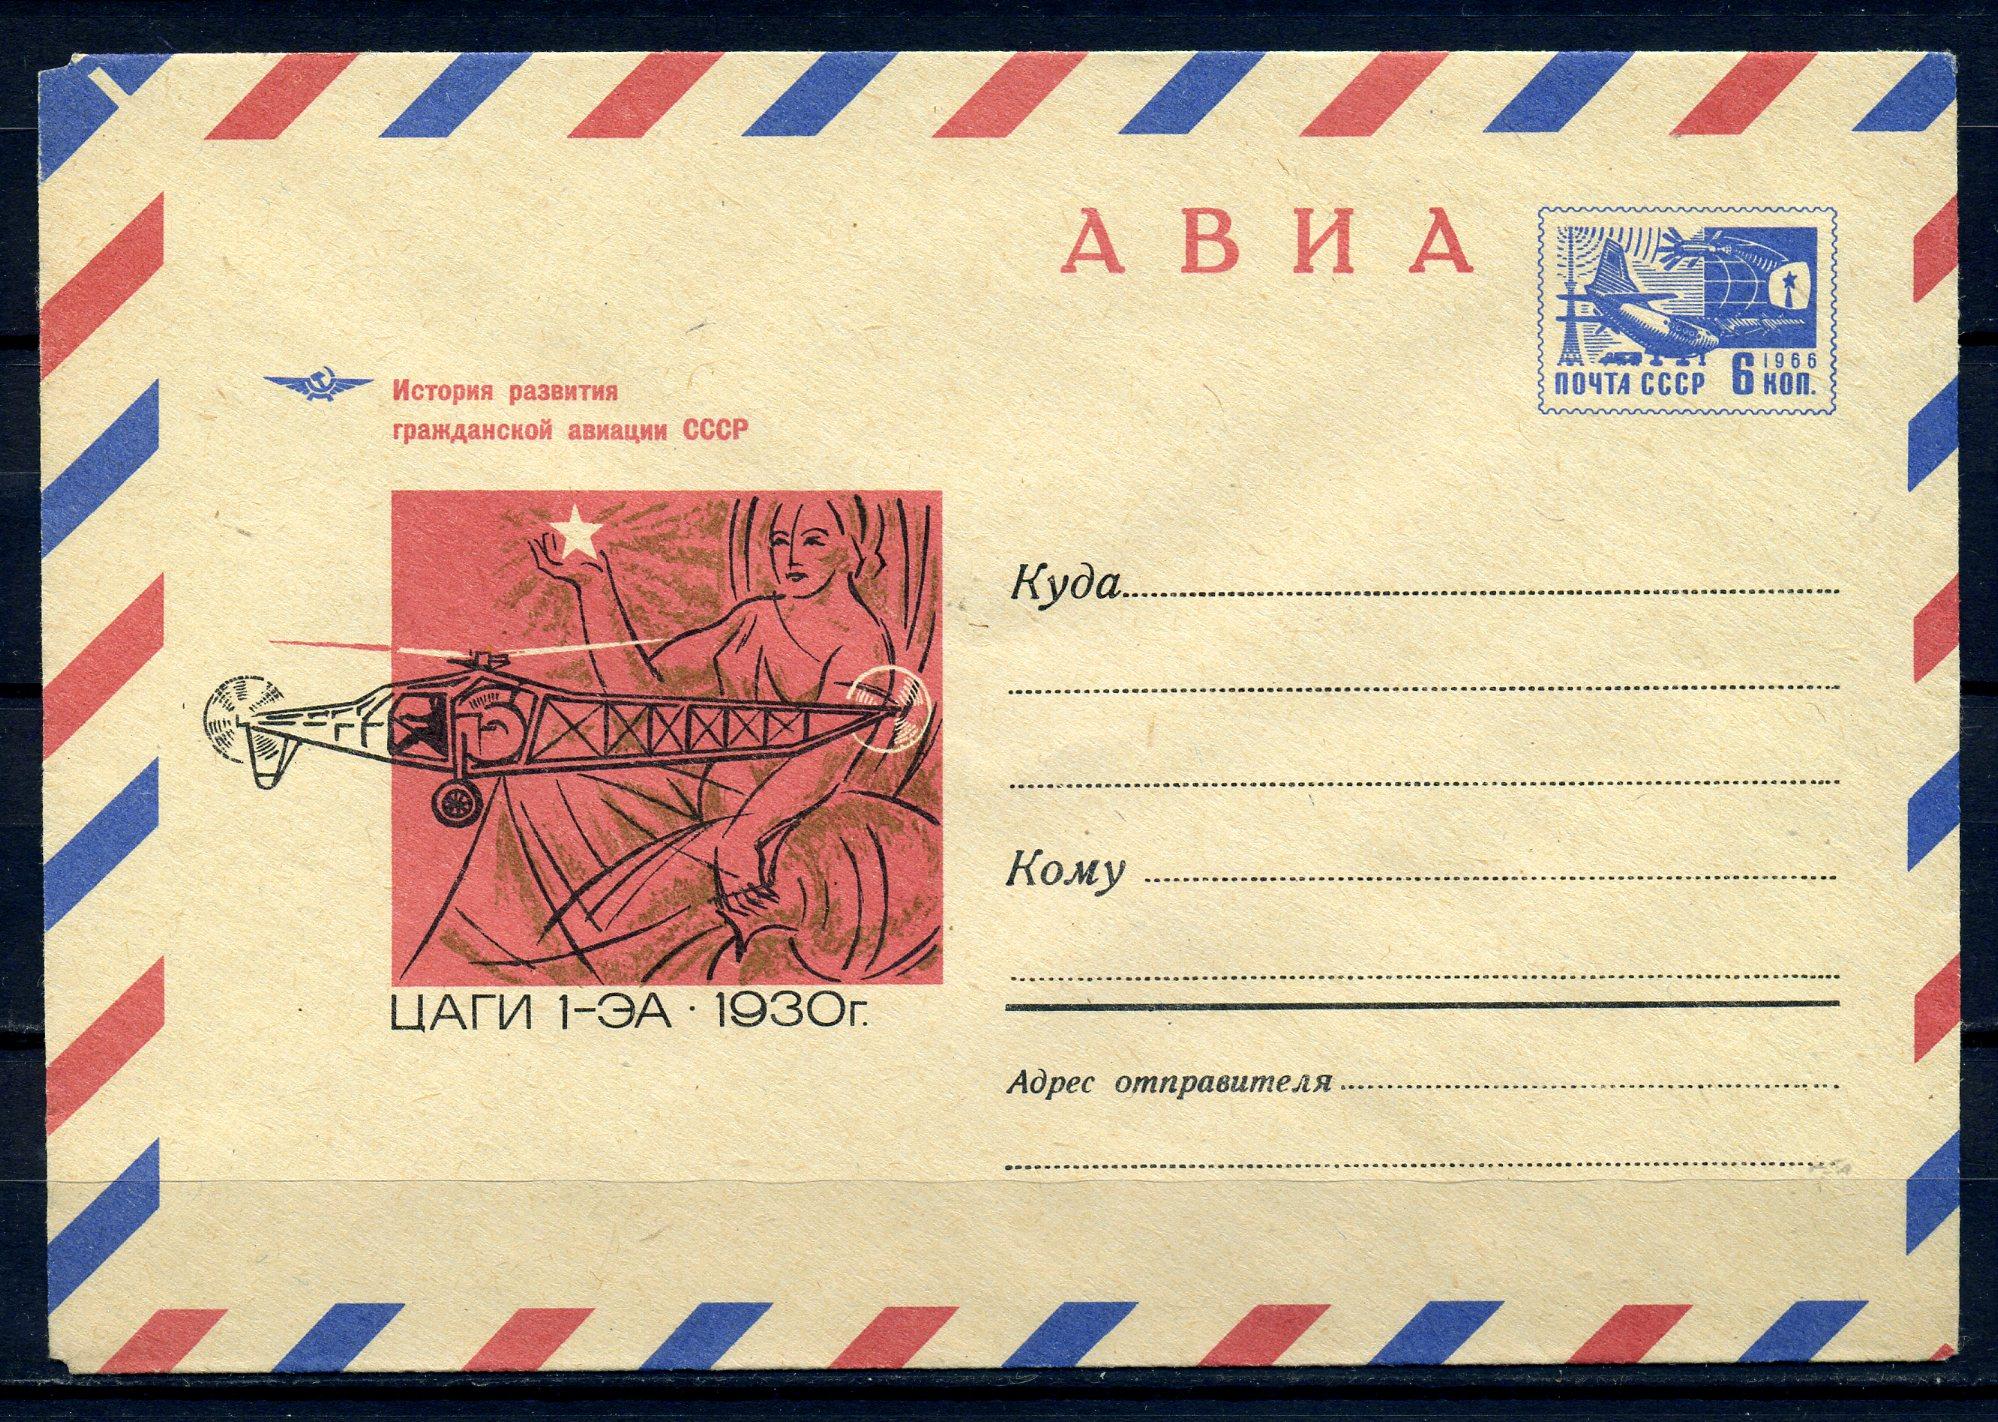 АВИА
1966
ПОЧТА СССР 6 КОП.
История развития
гражданской авиации СССР
ЦАГИ 1-ЭА · 1930г.
Куда
Кому
Адрес отправителя